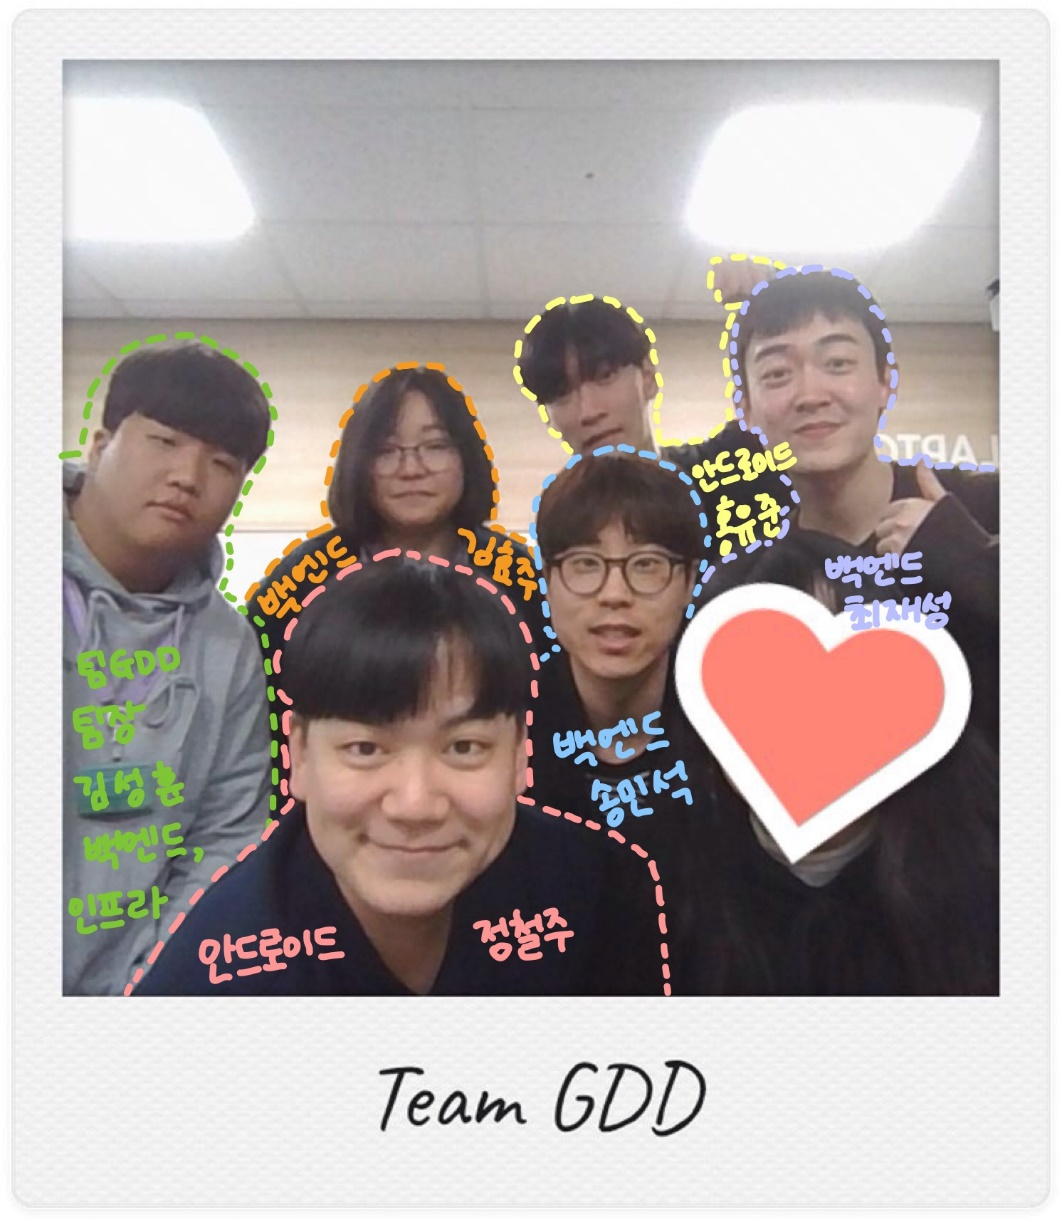 안드로이드
홍유준
백엔드 김효주
백엔드
최재성
팀GDD
팀장
김성훈
백엔드,
인프라
백엔드
송민석
안드로이드 정철주
Team GDD